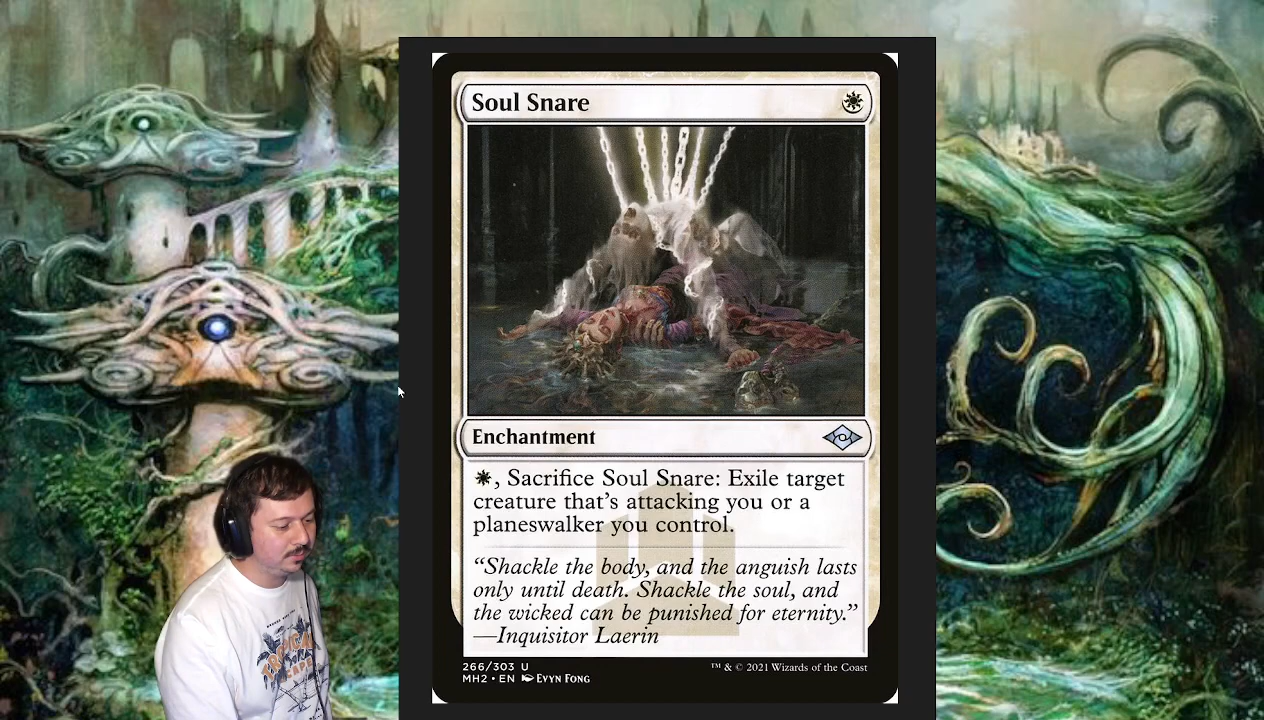 Soul Snare
Enchantment
, Sacrifice Soul Snare: Exile target
creature that's attacking you or a
planeswalker you control.
“Shackle the body, and the anguish lasts
only until death. Shackle the soul, and
the wicked can be punished for eternity.”
—Inquisitor Laerin
266/303 U
™ & © 2021 Wizards of the Coast
MH2 • EN Evyn Fong